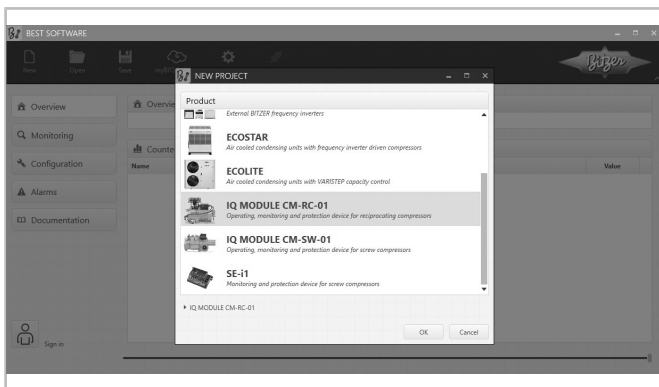 BEST SOFTWARE
New
Open
Save
NEW PROJECT
Bitzer
Product
External BITZER frequency inverters
ECOSTAR
Air cooled condensing units with frequency inverter driven compressors
ECOLITE
Air cooled condensing units with VARISTEP capacity control
IQ MODULE CM-RC-01
Operating, monitoring and protection device for reciprocating compressors
IQ MODULE CM-SW-01
Operating, monitoring and protection device for screw compressors
SE-i1
Monitoring and protection device for screw compressors
IQ MODULE CM-RC-01
OK
Cancel
Overview
Monitoring
Configuration
Alarms
Documentation
Overvie
Counte
Name
Value
Sign in